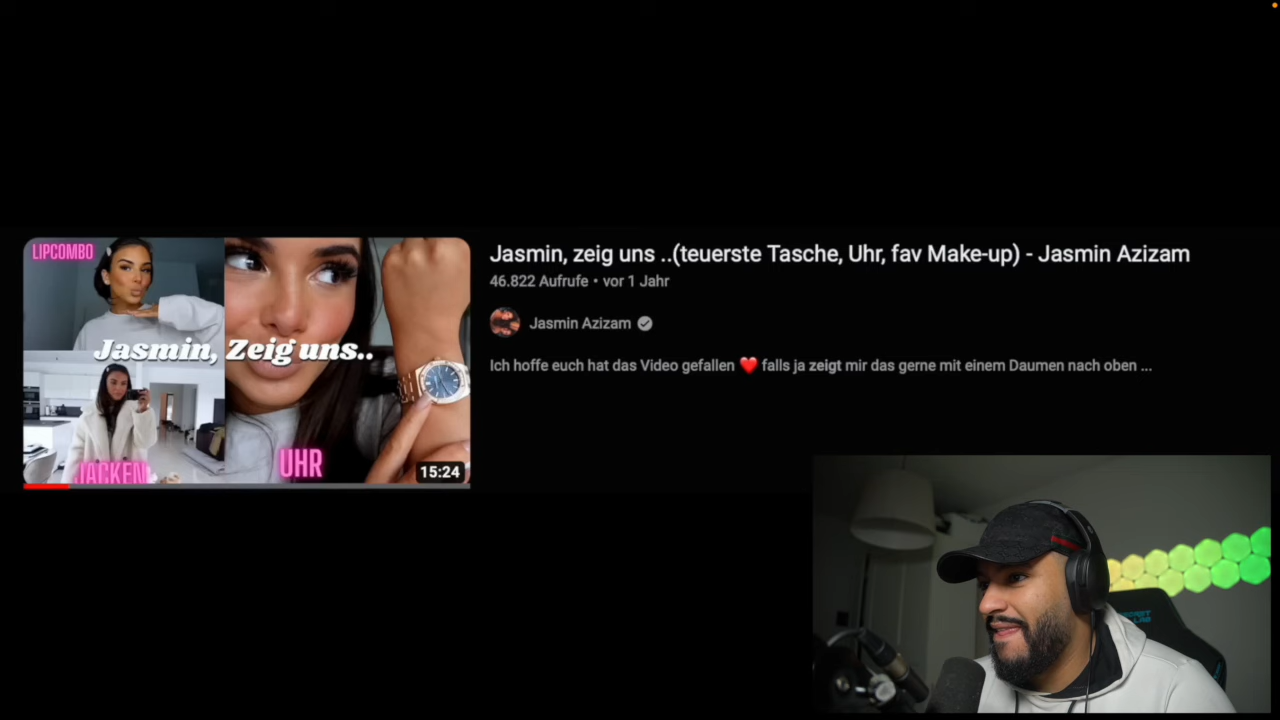 LIPCOMBO
Jasmin, Zeig uns..
JACKEN
UHR
15:24
Jasmin, zeig uns ..(teuerste Tasche, Uhr, fav Make-up) - Jasmin Azizam
46.822 Aufrufe • vor 1 Jahr
Jasmin Azizam
Ich hoffe euch hat das Video gefallen ❤️ falls ja zeigt mir das gerne mit einem Daumen nach oben ...